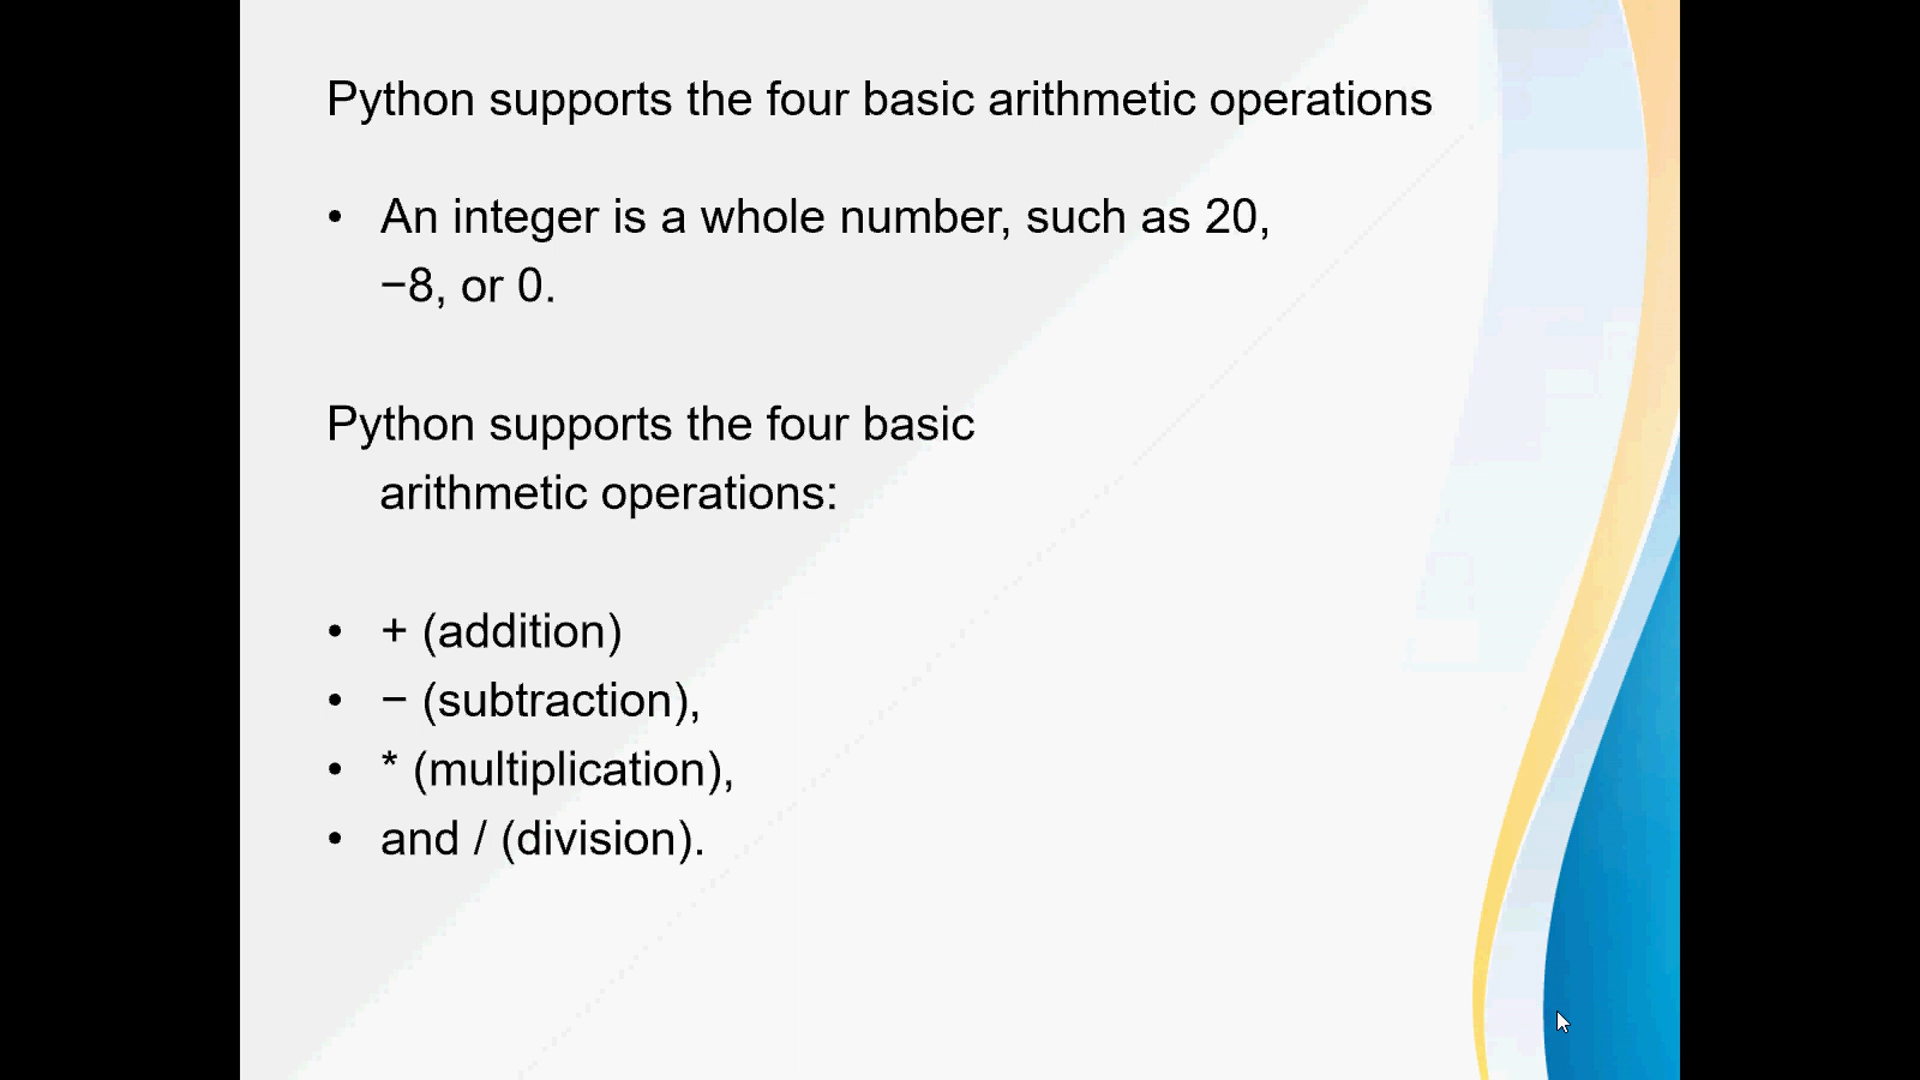 Python supports the four basic arithmetic operations
• An integer is a whole number, such as 20,
−8, or 0.
Python supports the four basic
arithmetic operations:
• + (addition)
• − (subtraction),
• * (multiplication),
• and / (division).